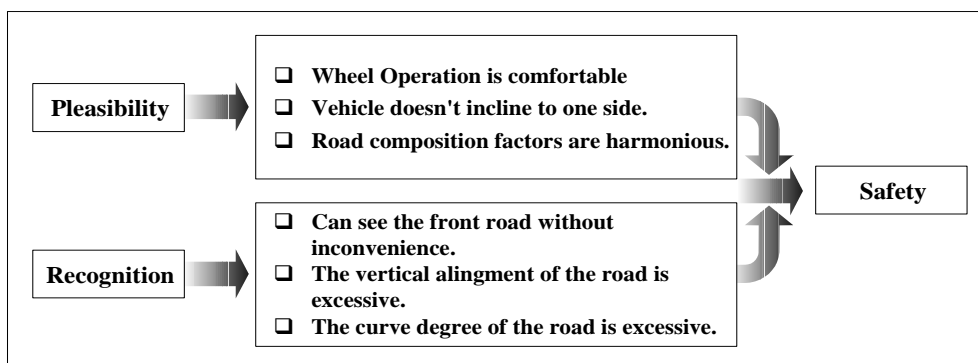 Pleasibility
❑ Wheel Operation is comfortable
❑ Vehicle doesn't incline to one side.
❑ Road composition factors are harmonious.
Recognition
❑ Can see the front road without
inconvenience.
❑ The vertical alingment of the road is
excessive.
❑ The curve degree of the road is excessive.
Safety